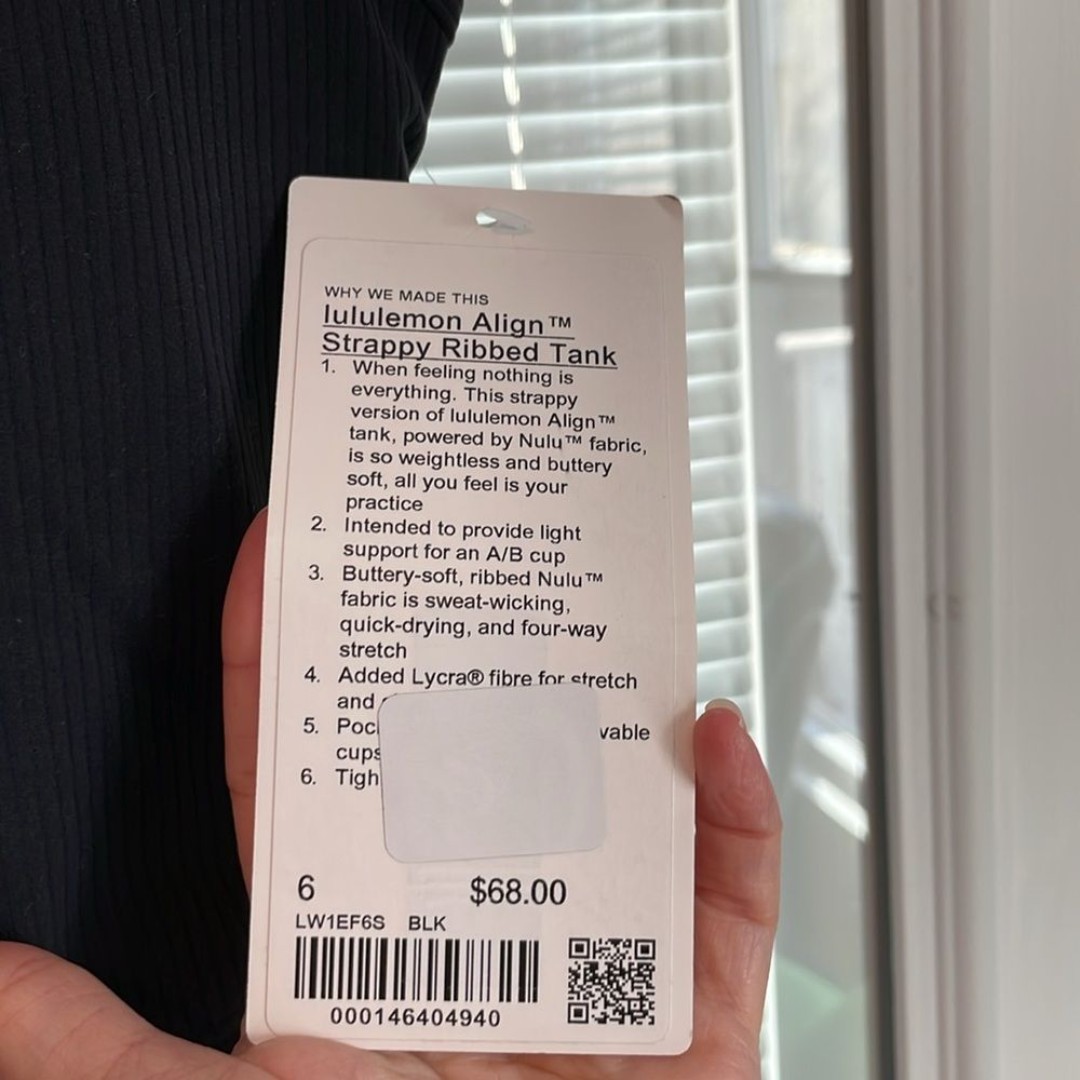 WHY WE MADE THIS
lululemon Align™
Strappy Ribbed Tank
1. When feeling nothing is
everything. This strappy
version of lululemon Align™
tank, powered by Nulu™ fabric,
is so weightless and buttery
soft, all you feel is your
practice
2. Intended to provide light
support for an A/B cup
3. Buttery-soft, ribbed Nulu™
fabric is sweat-wicking,
quick-drying, and four-way
stretch
4. Added Lycra® fibre for stretch
and
5.
cups
6.
6 $68.00
LW1EF6S BLK
000146404940